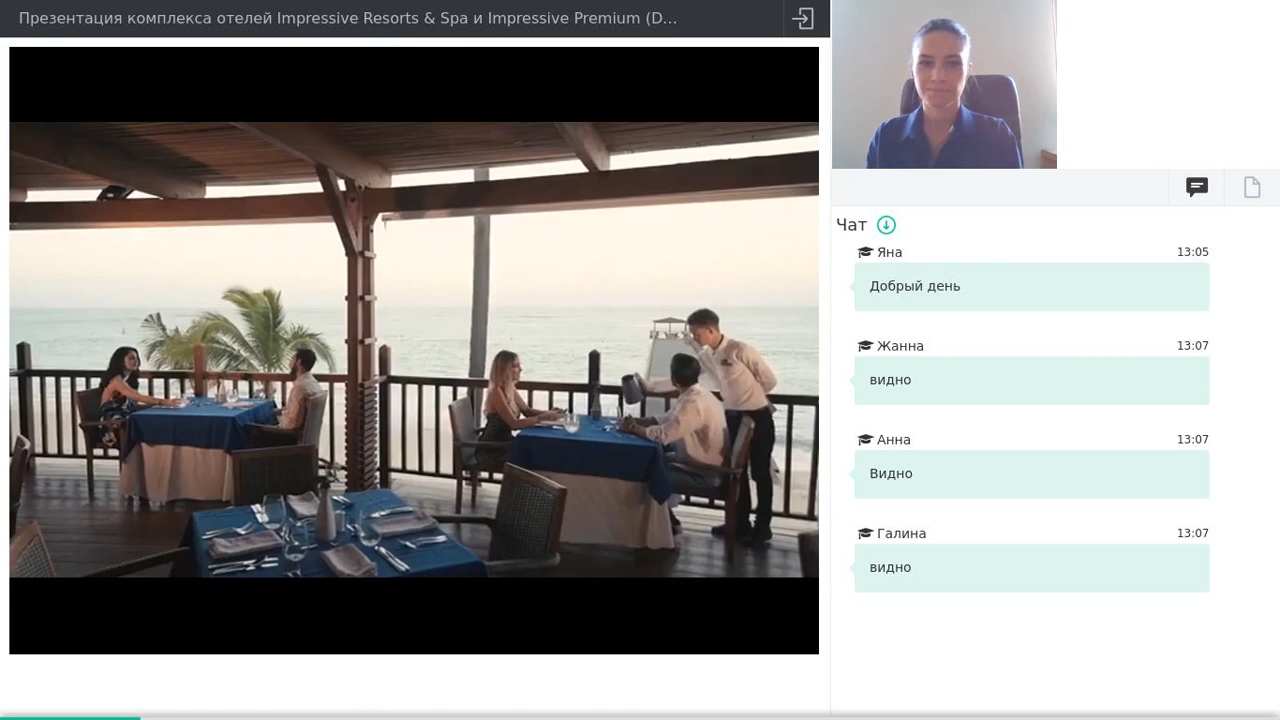 Презентация комплекса отелей Impressive Resorts & Spa и Impressive Premium (D...
Чат
Яна 13:05
Добрый день
Жанна 13:07
видно
Анна 13:07
Видно
Галина 13:07
видно